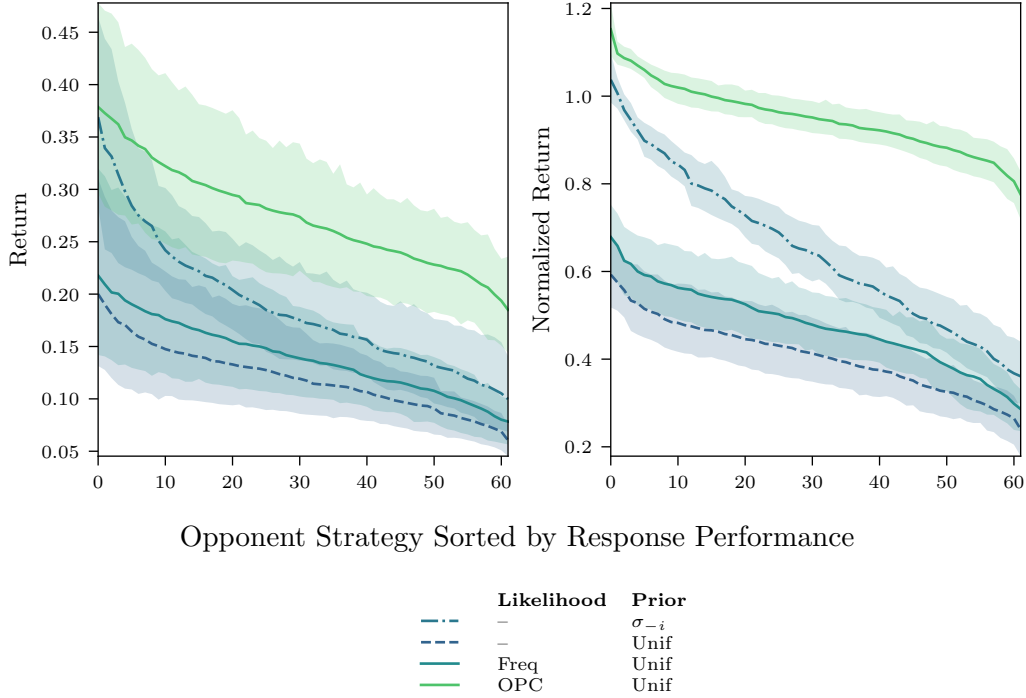 0.45
0.40
0.35
0.30
0.25
0.20
0.15
0.10
0.05
Return
0 10 20 30 40 50 60
1.2
1.0
0.8
0.6
0.4
0.2
Normalized Return
0 10 20 30 40 50 60
Opponent Strategy Sorted by Response Performance
Likelihood Prior
– σ₋ᵢ
– Unif
Freq Unif
OPC Unif